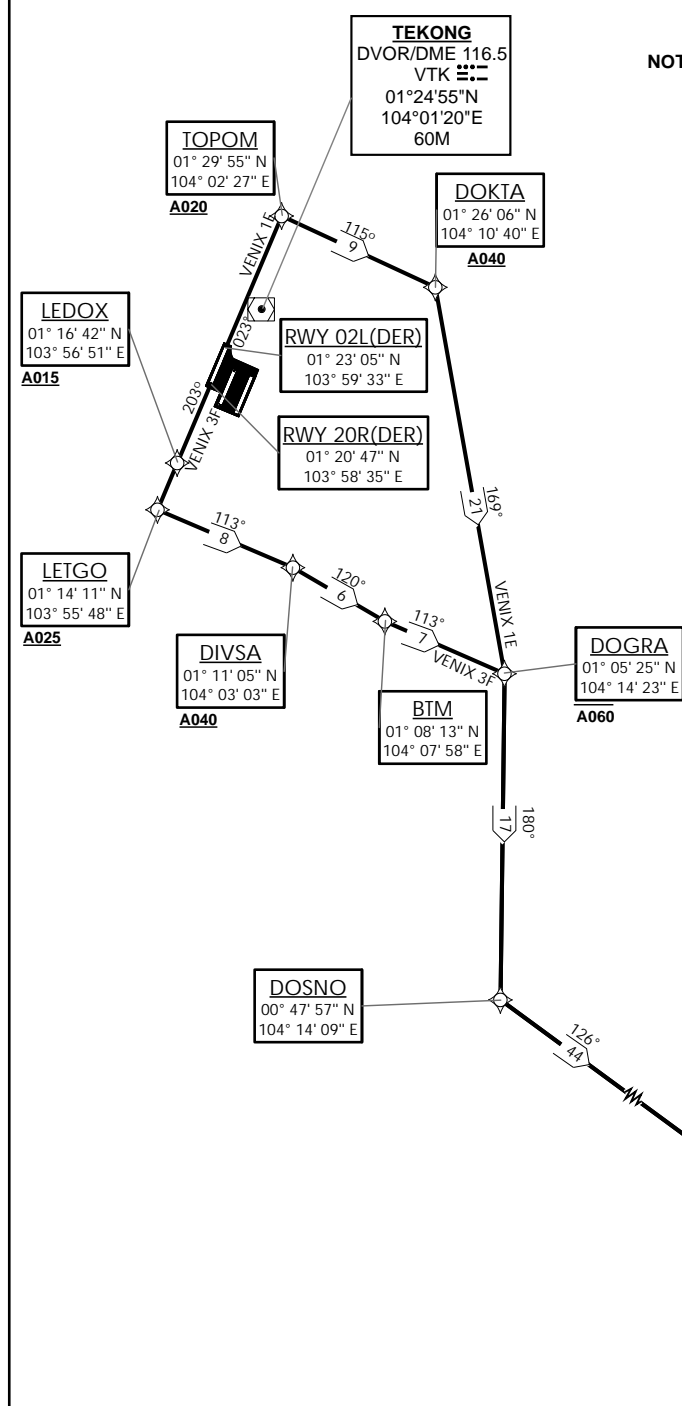 TEKONG
DVOR/DME 116.5
VTK
01°24'55"N
104°01'20"E
60M
NOT
TOPOM
01° 29' 55" N
104° 02' 27" E
A020
DOKTA
01° 26' 06" N
104° 10' 40" E
A040
115°
9
VENIX 1E
023°
LEDOX
01° 16' 42" N
103° 56' 51" E
A015
RWY 02L(DER)
01° 23' 05" N
103° 59' 33" E
203°
VENIX 3F
RWY 20R(DER)
01° 20' 47" N
103° 58' 35" E
169°
21
VENIX 1E
LETGO
01° 14' 11" N
103° 55' 48" E
A025
113°
8
120°
6
113°
7
VENIX 3F
DIVSA
01° 11' 05" N
104° 03' 03" E
A040
BTM
01° 08' 13" N
104° 07' 58" E
DOGRA
01° 05' 25" N
104° 14' 23" E
A060
180°
17
DOSNO
00° 47' 57" N
104° 14' 09" E
126°
44